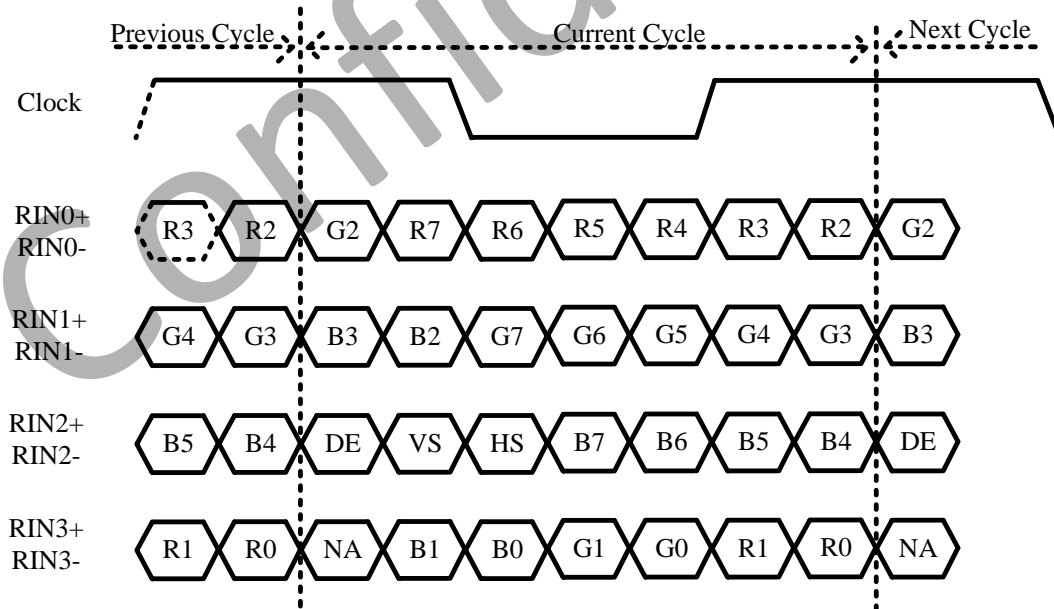 Previous Cycle Current Cycle Next Cycle
Clock
RIN0+
RIN0-
R3 R2 G2 R7 R6 R5 R4 R3 R2 G2
RIN1+
RIN1-
G4 G3 B3 B2 G7 G6 G5 G4 G3 B3
RIN2+
RIN2-
B5 B4 DE VS HS B7 B6 B5 B4 DE
RIN3+
RIN3-
R1 R0 NA B1 B0 G1 G0 R1 R0 NA